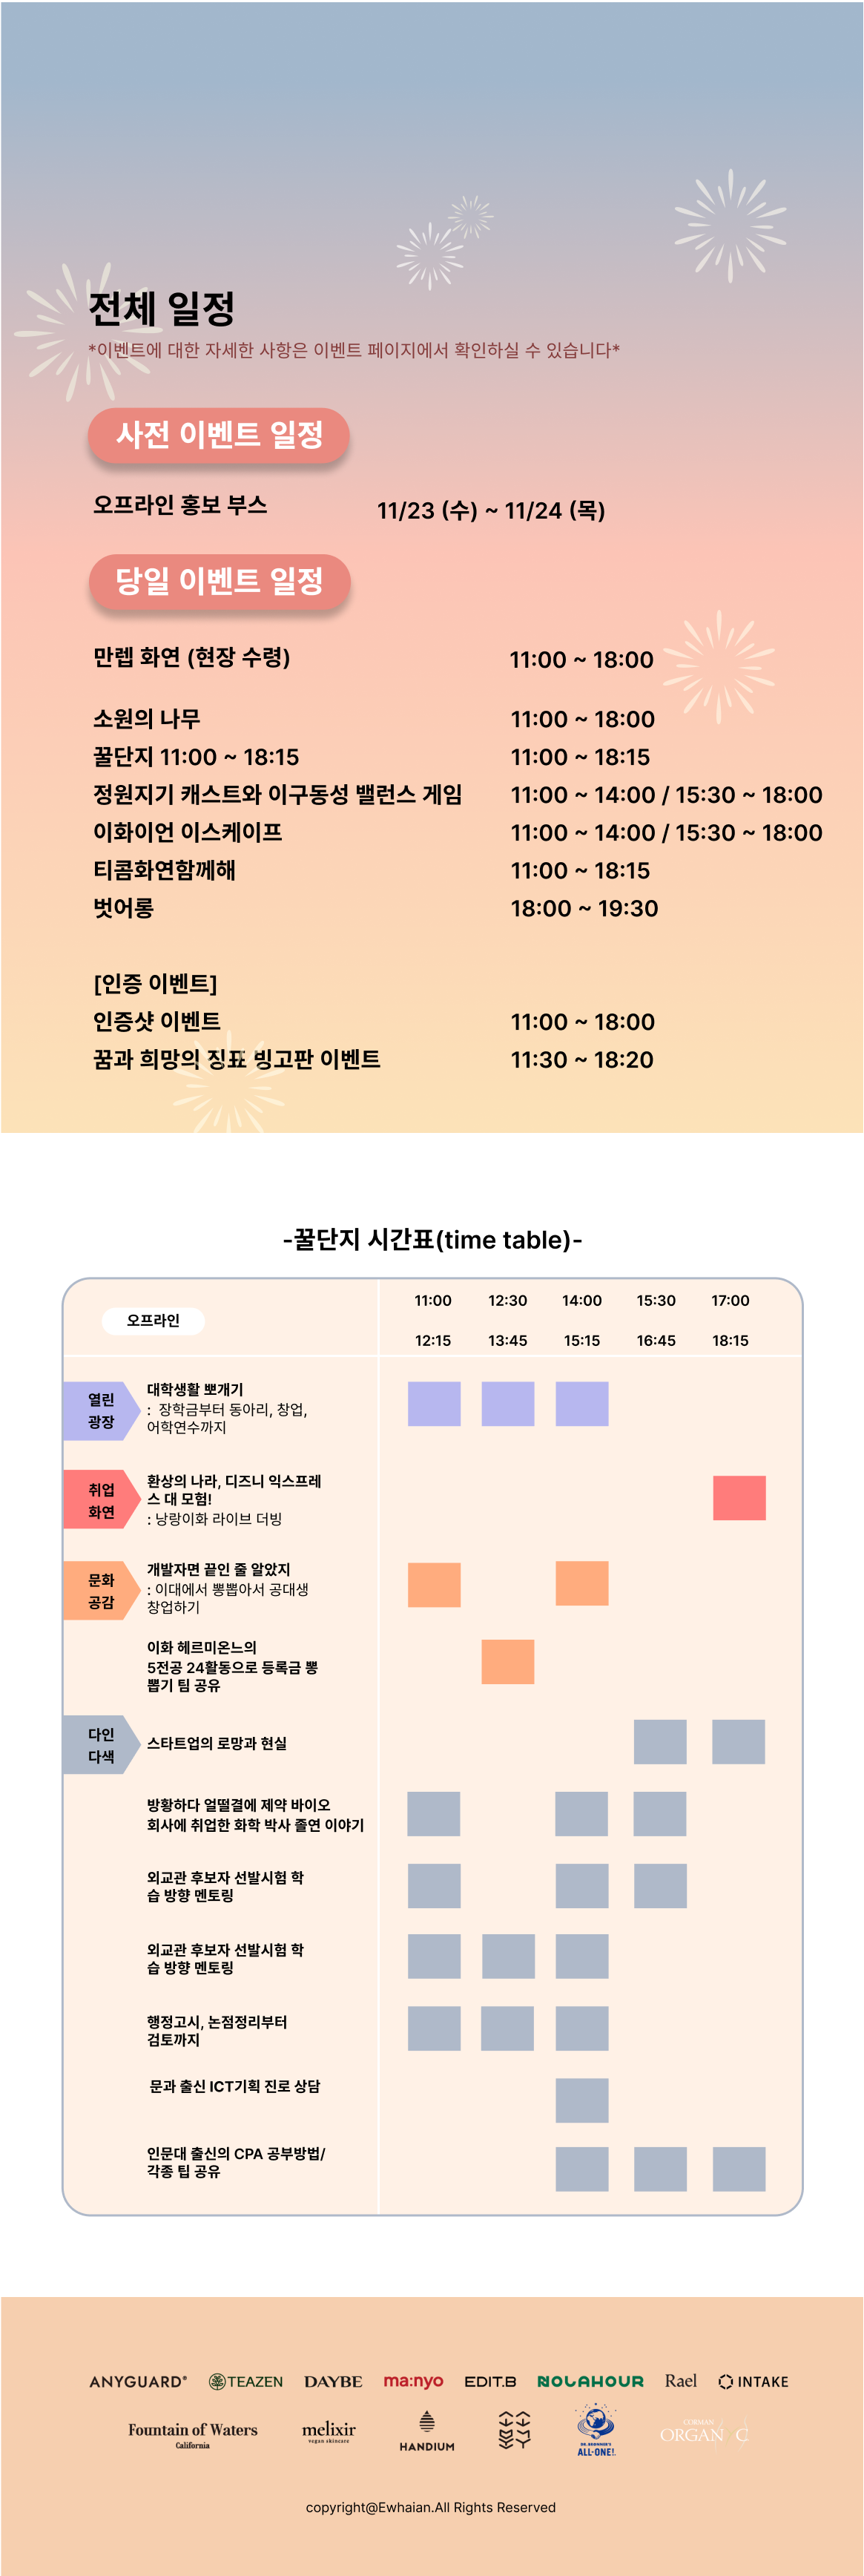 전체 일정
*이벤트에 대한 자세한 사항은 이벤트 페이지에서 확인하실 수 있습니다*
사전 이벤트 일정
오프라인 홍보 부스 11/23 (수) ~ 11/24 (목)
당일 이벤트 일정
만렙 화연 (현장 수령) 11:00 ~ 18:00
소원의 나무 11:00 ~ 18:00
꿀단지 11:00 ~ 18:15 11:00 ~ 18:15
정원지기 캐스트와 이구동성 밸런스 게임 11:00 ~ 14:00 / 15:30 ~ 18:00
이화이언 이스케이프 11:00 ~ 14:00 / 15:30 ~ 18:00
티콤화연함께해 11:00 ~ 18:15
벗어롱 18:00 ~ 19:30
[인증 이벤트]
인증샷 이벤트 11:00 ~ 18:00
꿈과 희망의 징표 빙고판 이벤트 11:30 ~ 18:20
-꿀단지 시간표(time table)-
오프라인
11:00 12:30 14:00 15:30 17:00
12:15 13:45 15:15 16:45 18:15
열린
광장
대학생활 뽀개기
: 장학금부터 동아리, 창업,
어학연수까지
취업
화연
환상의 나라, 디즈니 익스프레
스 대 모험!
: 낭랑이화 라이브 더빙
문화
공감
개발자면 끝인 줄 알았지
: 이대에서 뽕뽑아서 공대생
창업하기
이화 헤르미온느의
5전공 24활동으로 등록금 뽕
뽑기 팀 공유
다인
다색
스타트업의 로망과 현실
방황하다 얼떨결에 제약 바이오
회사에 취업한 화학 박사 졸연 이야기
외교관 후보자 선발시험 학
습 방향 멘토링
외교관 후보자 선발시험 학
습 방향 멘토링
행정고시, 논점정리부터
검토까지
문과 출신 ICT기획 진로 상담
인문대 출신의 CPA 공부방법/
각종 팁 공유
ANYGUARD® TEAZEN DAYBE ma:nyo EDIT.B NOLAHOUR Rael INTAKE
Fountain of Waters
California
melixir
vegan skincare
HANDIUM
DR. BRONNER'S
ALL-ONE!
CORMAN
ORGAN C
copyright@Ewhaian.All Rights Reserved